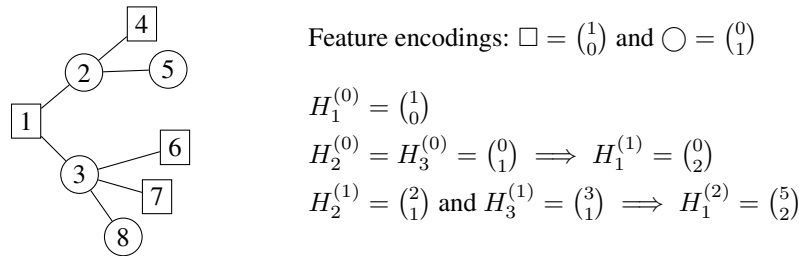 4
2
5
1
6
3
7
8
Feature encodings: □ = (1 0) and ◯ = (0 1)
H_1^{(0)} = (1 0)
H_2^{(0)} = H_3^{(0)} = (0 1) ⟹ H_1^{(1)} = (0 2)
H_2^{(1)} = (2 1) and H_3^{(1)} = (3 1) ⟹ H_1^{(2)} = (5 2)